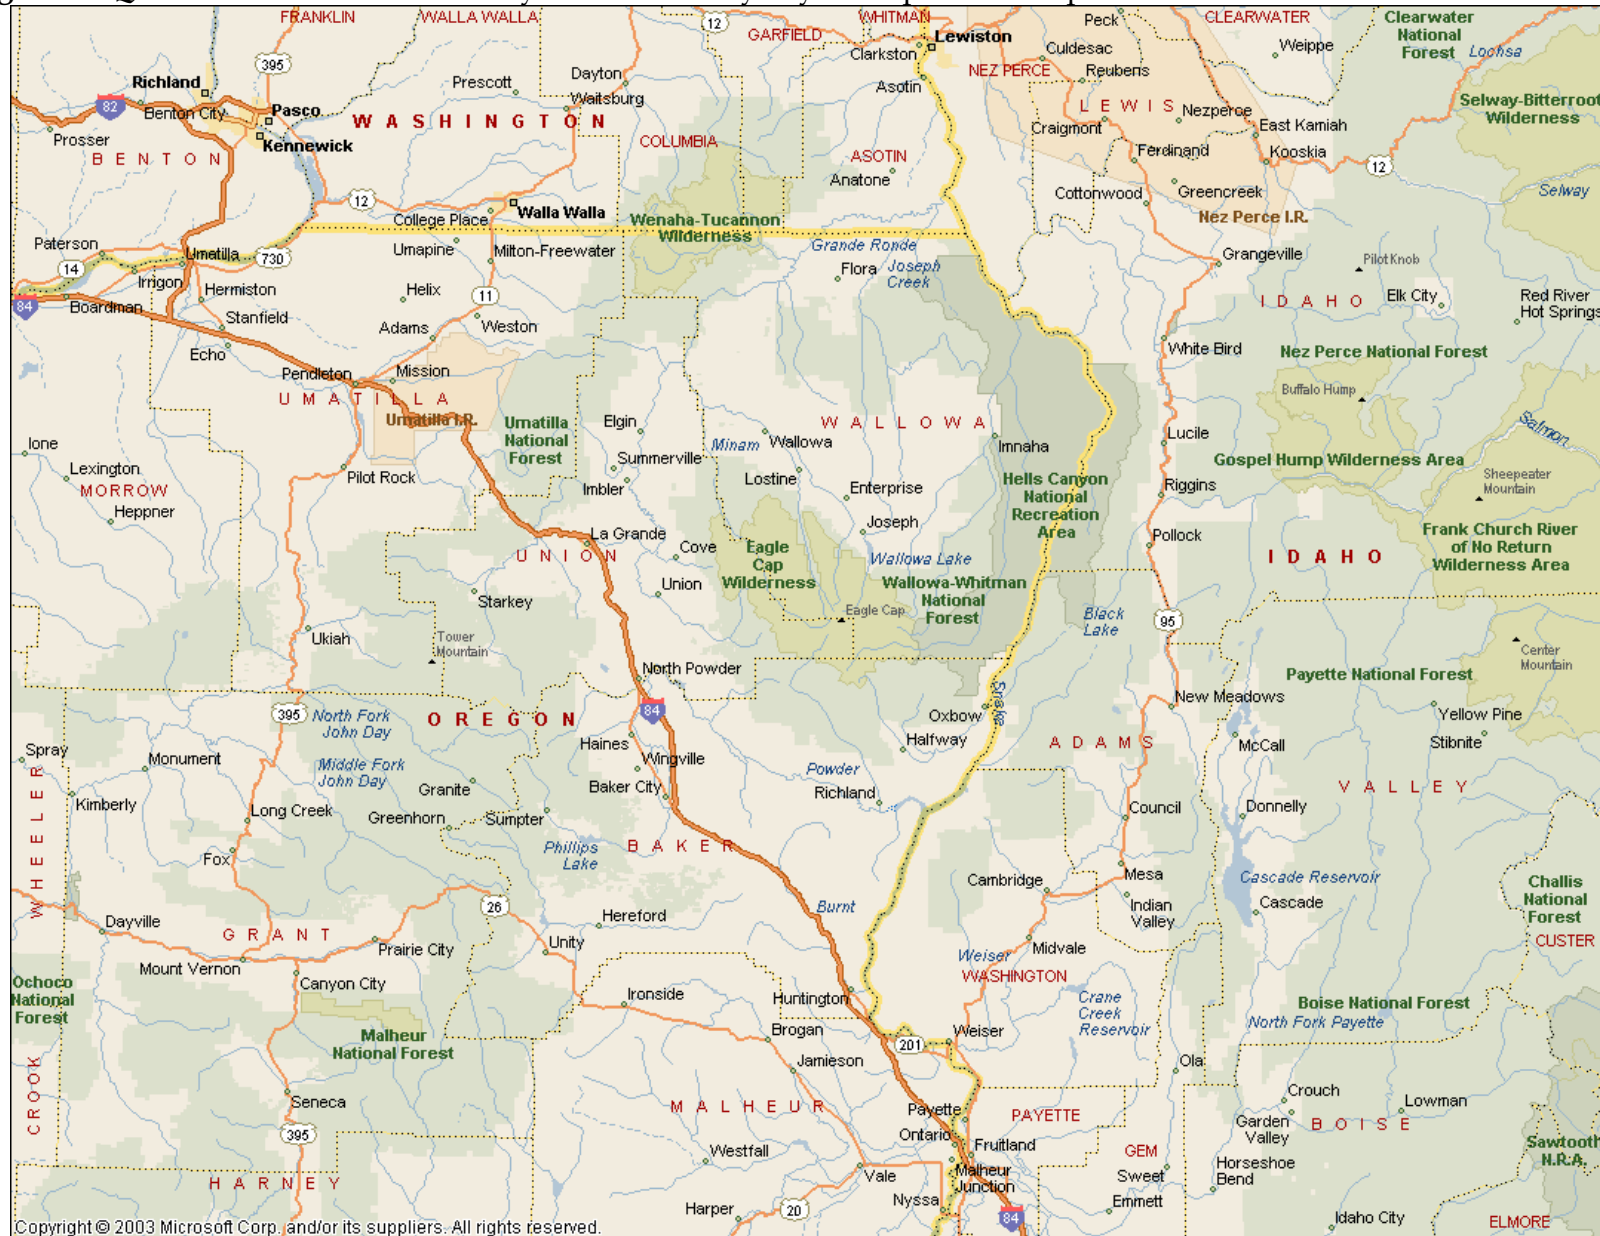 FRANKLIN
WALLA WALLA
12
WHITMAN
Peck
CLEARWATER
Clearwater
National
Forest
Lochsa
GARFIELD
Clarkston
Lewiston
Culdesac
Weippe
395
Richland
Prescott
Dayton
Asotin
NEZ PERCE
Reubens
82
Benton City
Pasco
Waitsburg
LEWIS
Nezperce
Selway-Bitterroot
Wilderness
Prosser
Kennewick
WASHINGTON
COLUMBIA
Craigmont
East Kamiah
BENTON
ASOTIN
Anatone
Ferdinand
Kooskia
12
12
College Place
Walla Walla
Cottonwood
Greencreek
Selway
Wenaha-Tucannon
Wilderness
Nez Perce I.R.
Paterson
14
Umatilla
730
Umapine
Milton-Freewater
Grande Ronde
Grangeville
Pilot Knob
Irrigon
Flora
Joseph
Creek
84
Boardman
Hermiston
Helix
11
IDAHO
Elk City
Red River
Hot Springs
Stanfield
Adams
Weston
Echo
White Bird
Nez Perce National Forest
Pendleton
Mission
UMATILLA
Umatilla I.R.
Buffalo Hump
Umatilla
National
Forest
Elgin
WALLOWA
Salmon
Ione
Minam
Wallowa
Imnaha
Lucile
Lexington
Summerville
Gospel Hump Wilderness Area
MORROW
Pilot Rock
Imbler
Lostine
Enterprise
Hells Canyon
National
Recreation
Area
Riggins
Sheepeater
Mountain
Heppner
Joseph
La Grande
Pollock
Frank Church River
of No Return
Wilderness Area
UNION
Cove
Eagle
Cap
Wilderness
Wallowa Lake
IDAHO
Union
Wallowa-Whitman
National
Forest
Starkey
Eagle Cap
Black
Lake
95
Ukiah
Tower
Mountain
Center
Mountain
North Powder
Payette National Forest
84
Snake
New Meadows
395
North Fork
John Day
OREGON
Oxbow
Yellow Pine
Haines
Halfway
ADAMS
McCall
Stibnite
Spray
Monument
Middle Fork
John Day
Wingville
Powder
Richland
VALLEY
Granite
Baker City
Kimberly
Long Creek
Greenhorn
Sumpter
Council
Donnelly
WHEELER
Fox
Phillips
Lake
BAKER
Cambridge
Mesa
Cascade Reservoir
Challis
National
Forest
26
Burnt
Indian
Valley
Cascade
Dayville
Hereford
GRANT
Prairie City
Unity
Midvale
CUSTER
Mount Vernon
Weiser
WASHINGTON
Ochoco
National
Forest
Canyon City
Ironside
Huntington
Crane
Creek
Reservoir
Boise National Forest
Malheur
National Forest
Brogan
201
Weiser
North Fork Payette
Jamieson
Ola
CROOK
Seneca
MALHEUR
Payette
PAYETTE
Crouch
Lowman
395
Ontario
Fruitland
Garden
Valley
BOISE
Westfall
GEM
Sawtooth
N.R.A.
Vale
Malheur
Junction
Sweet
Horseshoe
Bend
HARNEY
Nyssa
Emmett
Harper
20
84
Idaho City
ELMORE
Copyright © 2003 Microsoft Corp. and/or its suppliers. All rights reserved.